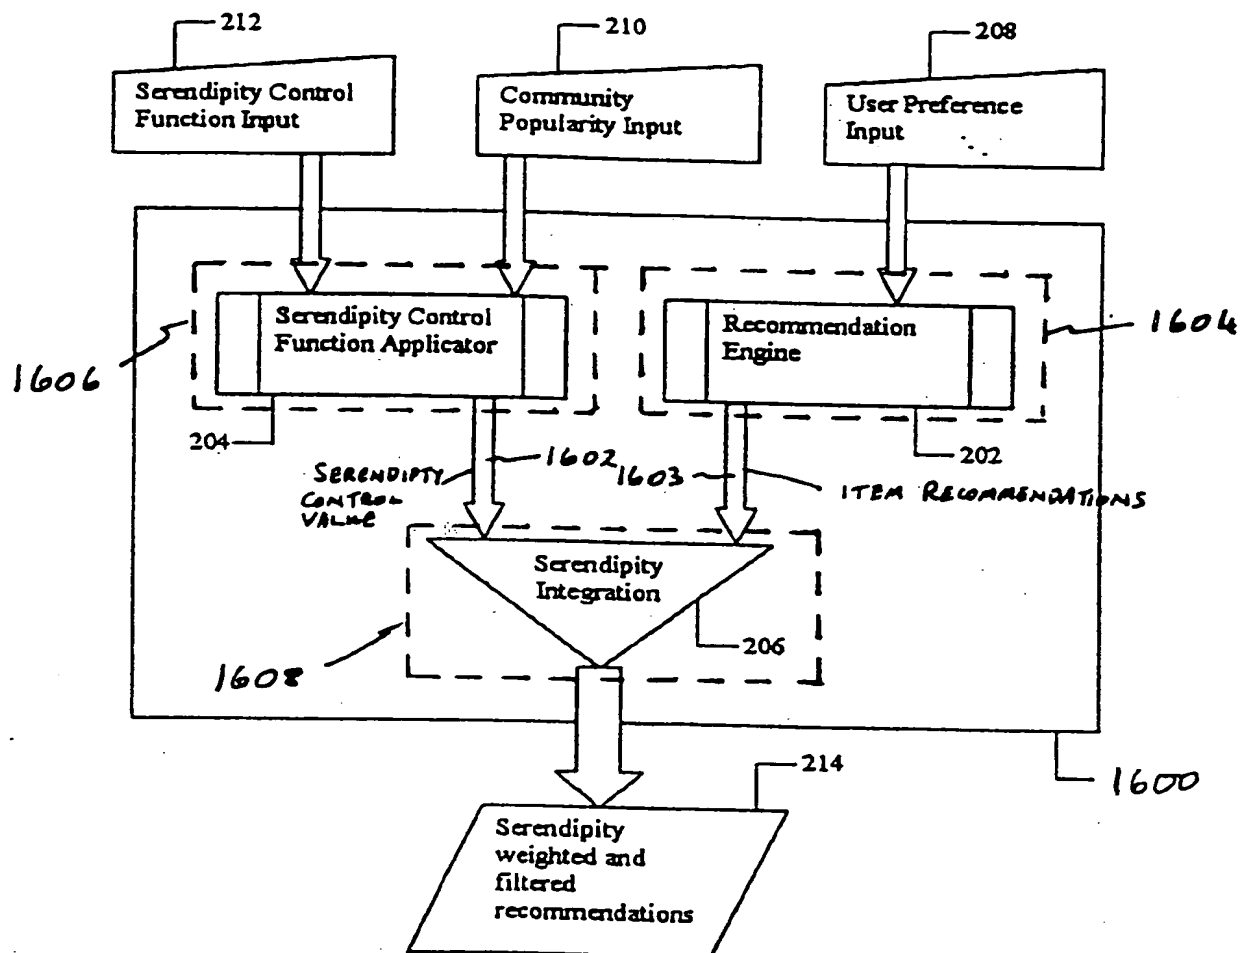 212
210
208
Serendipity Control
Function Input
Community
Popularity Input
User Preference
Input
Serendipity Control
Function Applicator
Recommendation
Engine
1604
1606
204
202
1602
1603
SERENDIPTY
CONTROL
VALUE
ITEM RECOMMENDATIONS
Serendipity
Integration
206
1608
214
1600
Serendipity
weighted and
filtered
recommendations